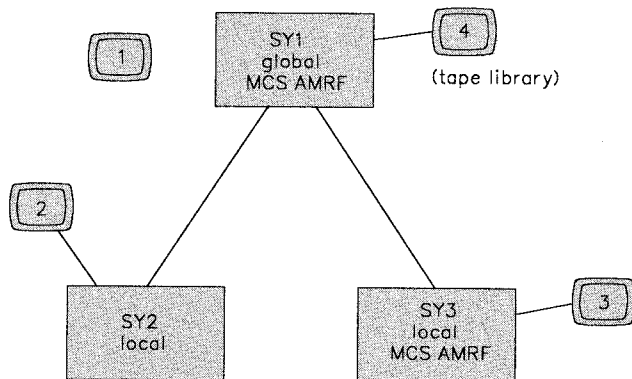 1
SY1
global
MCS AMRF
4
(tape library)
2
SY2
local
SY3
local
MCS AMRF
3